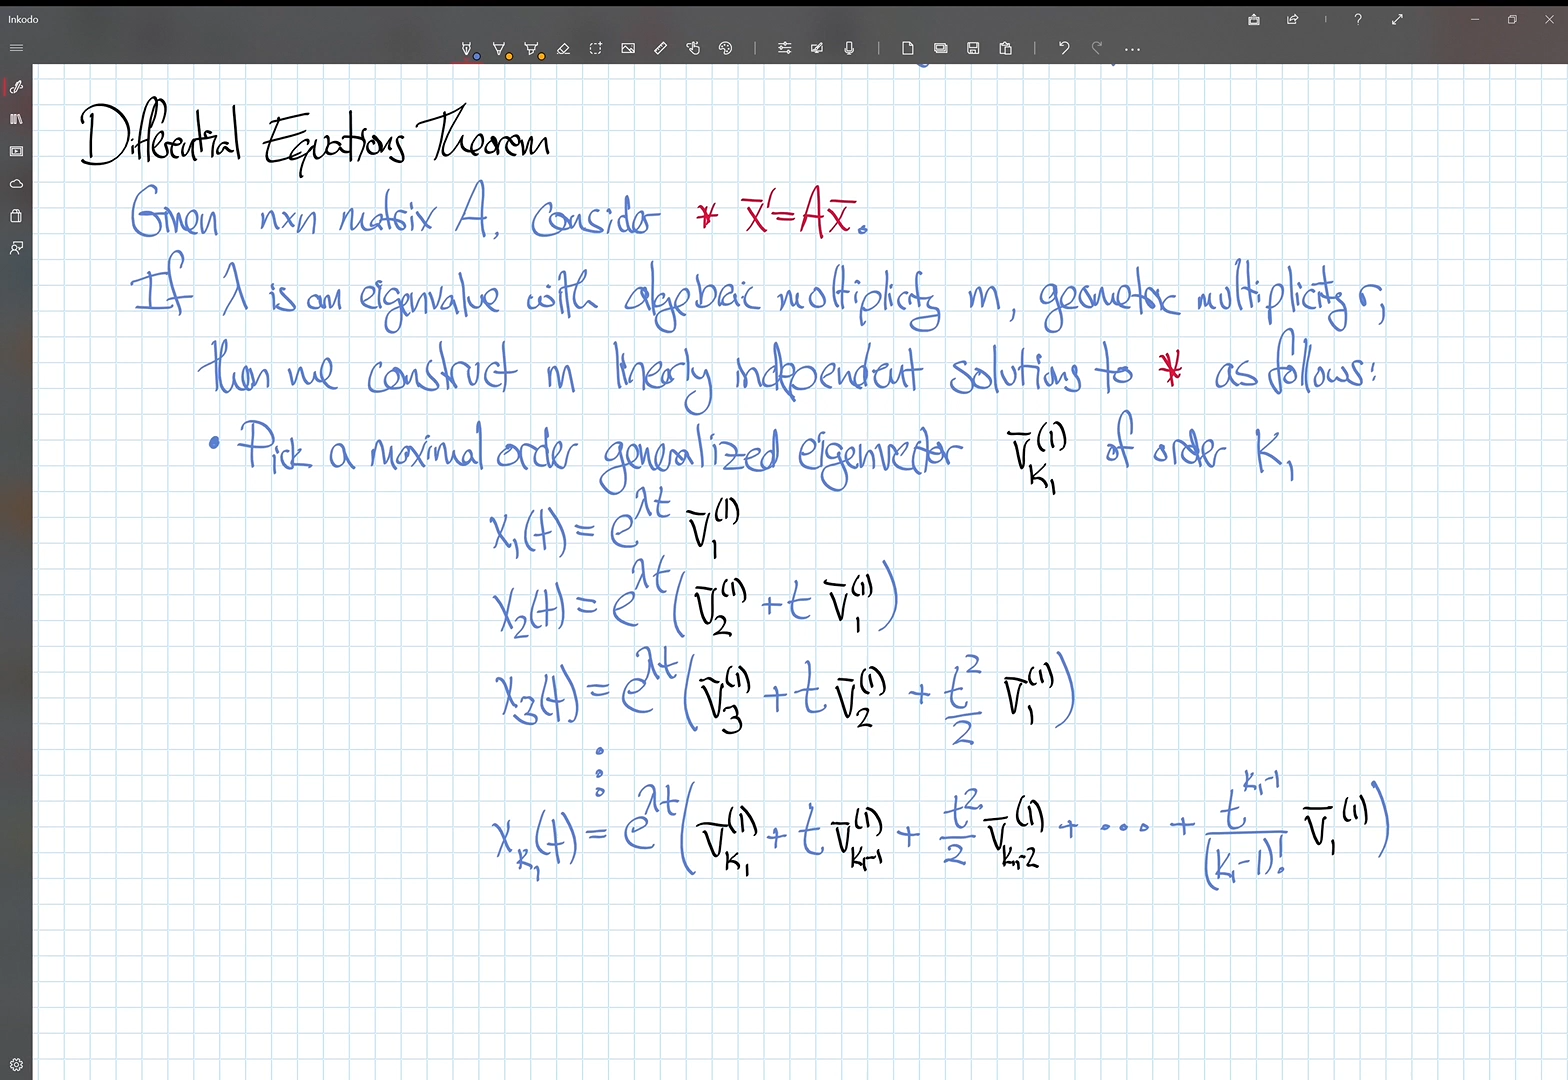 Inkodo
Differential Equations Theorem
Given nxn matrix A, consider * x̄' = Ax̄.
If λ is an eigenvalue with algebraic multiplicity m, geometric multiplicity r,
then we construct m linearly independent solutions to * as follows:
• Pick a maximal order generalized eigenvector v̄_{k₁}^{(1)} of order k₁
x₁(t) = e^{λt} v̄₁^{(1)}
x₂(t) = e^{λt}(v̄₂^{(1)} + t v̄₁^{(1)})
x₃(t) = e^{λt}(v̄₃^{(1)} + t v̄₂^{(1)} + t²/2 v̄₁^{(1)})
⋮
x_{k₁}(t) = e^{λt}(v̄_{k₁}^{(1)} + t v̄_{k₁-1}^{(1)} + t²/2 v̄_{k₁-2}^{(1)} + ··· + t^{k₁-1}/(k₁-1)! v̄₁^{(1)})